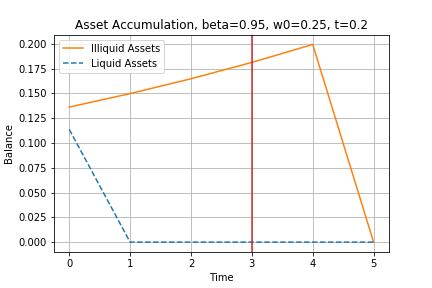 Asset Accumulation, beta=0.95, w0=0.25, t=0.2
Illiquid Assets
Liquid Assets
Balance
0.200
0.175
0.150
0.125
0.100
0.075
0.050
0.025
0.000
0 1 2 3 4 5
Time